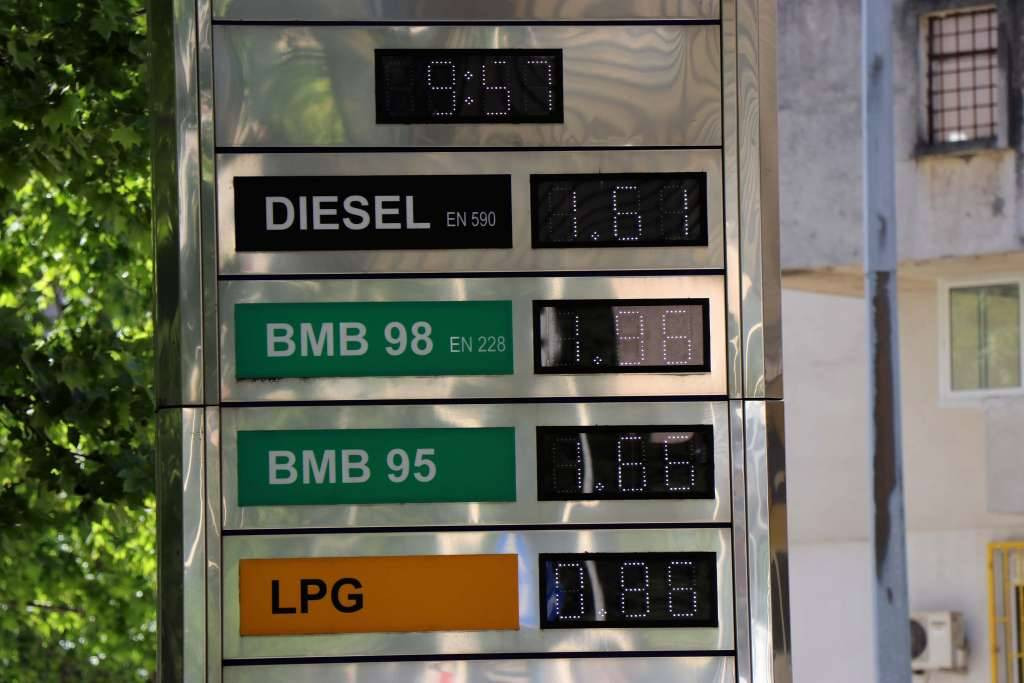 9:57
DIESEL EN 590 1.61
BMB 98 EN 228 1.96
BMB 95 1.66
LPG 0.86